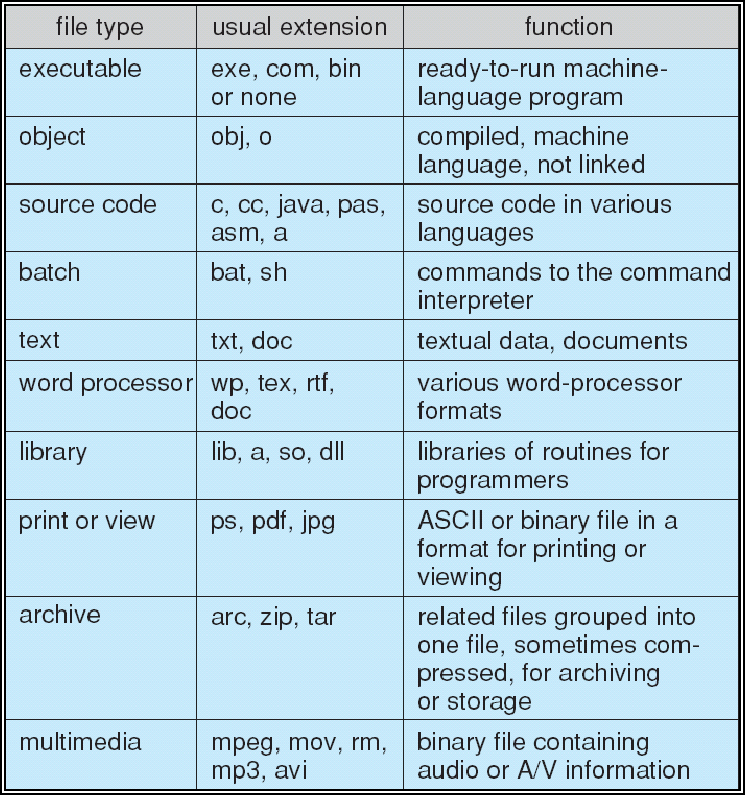 file type usual extension function
executable exe, com, bin ready-to-run machine-
or none language program
object obj, o compiled, machine
language, not linked
source code c, cc, java, pas, source code in various
asm, a languages
batch bat, sh commands to the command
interpreter
text txt, doc textual data, documents
word processor wp, tex, rtf, various word-processor
doc formats
library lib, a, so, dll libraries of routines for
programmers
print or view ps, pdf, jpg ASCII or binary file in a
format for printing or
viewing
archive arc, zip, tar related files grouped into
one file, sometimes com-
pressed, for archiving
or storage
multimedia mpeg, mov, rm, binary file containing
mp3, avi audio or A/V information